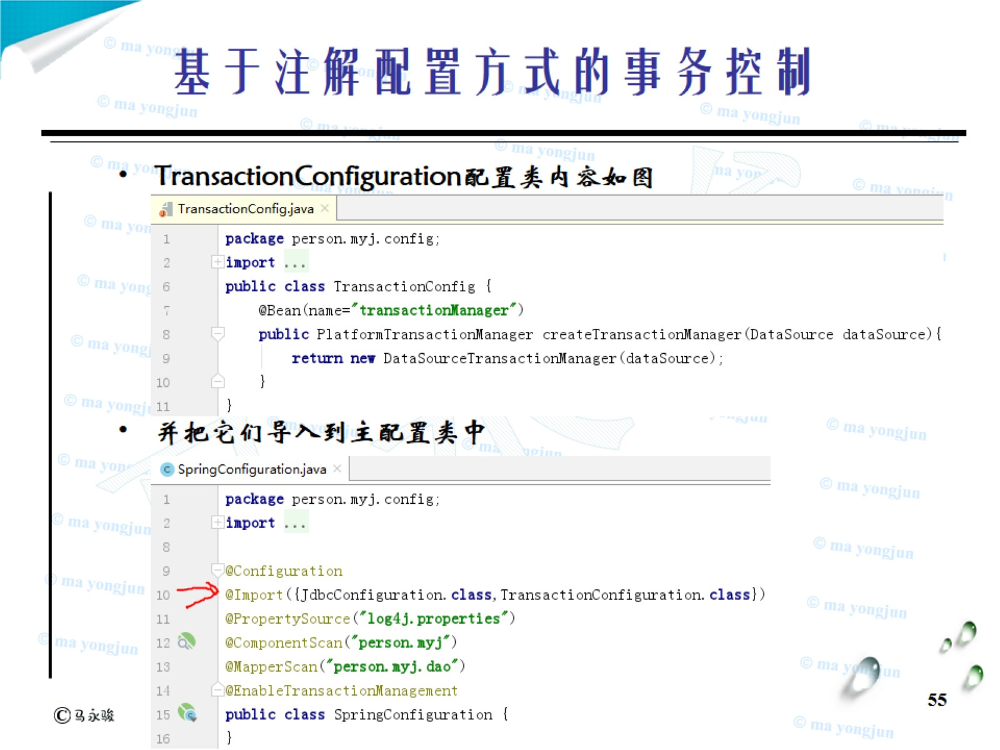 基于注解配置方式的事务控制
• TransactionConfiguration配置类内容如图
TransactionConfig.java ×
1 package person.myj.config;
2 import ...
6 public class TransactionConfig {
7 @Bean(name="transactionManager")
8 public PlatformTransactionManager createTransactionManager(DataSource dataSource){
9 return new DataSourceTransactionManager(dataSource);
10 }
11 }
• 并把它们导入到主配置类中
SpringConfiguration.java ×
1 package person.myj.config;
2 import ...
8
9 @Configuration
10 @Import({JdbcConfiguration.class,TransactionConfiguration.class})
11 @PropertySource("log4j.properties")
12 @ComponentScan("person.myj")
13 @MapperScan("person.myj.dao")
14 @EnableTransactionManagement
15 public class SpringConfiguration {
16 }
©马永骏
55
© ma yongjun